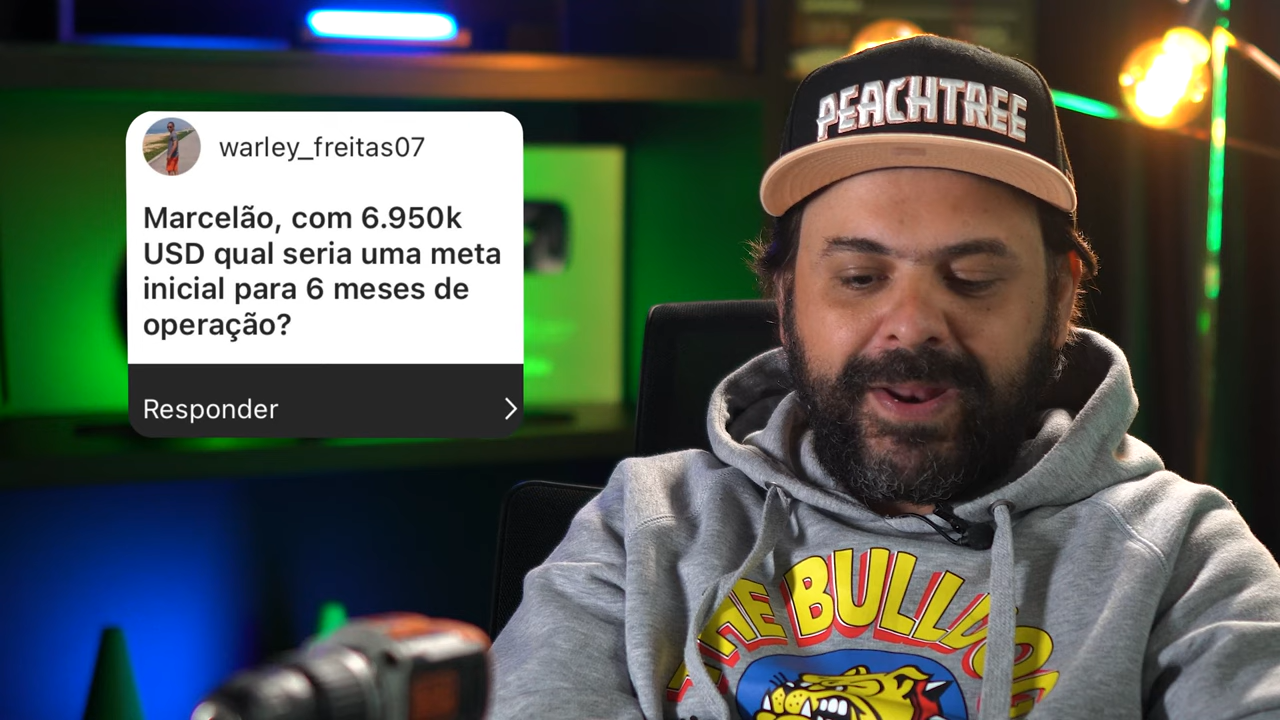 warley_freitas07
Marcelão, com 6.950k
USD qual seria uma meta
inicial para 6 meses de
operação?
Responder
PEACHTREE
THE BULLDOG